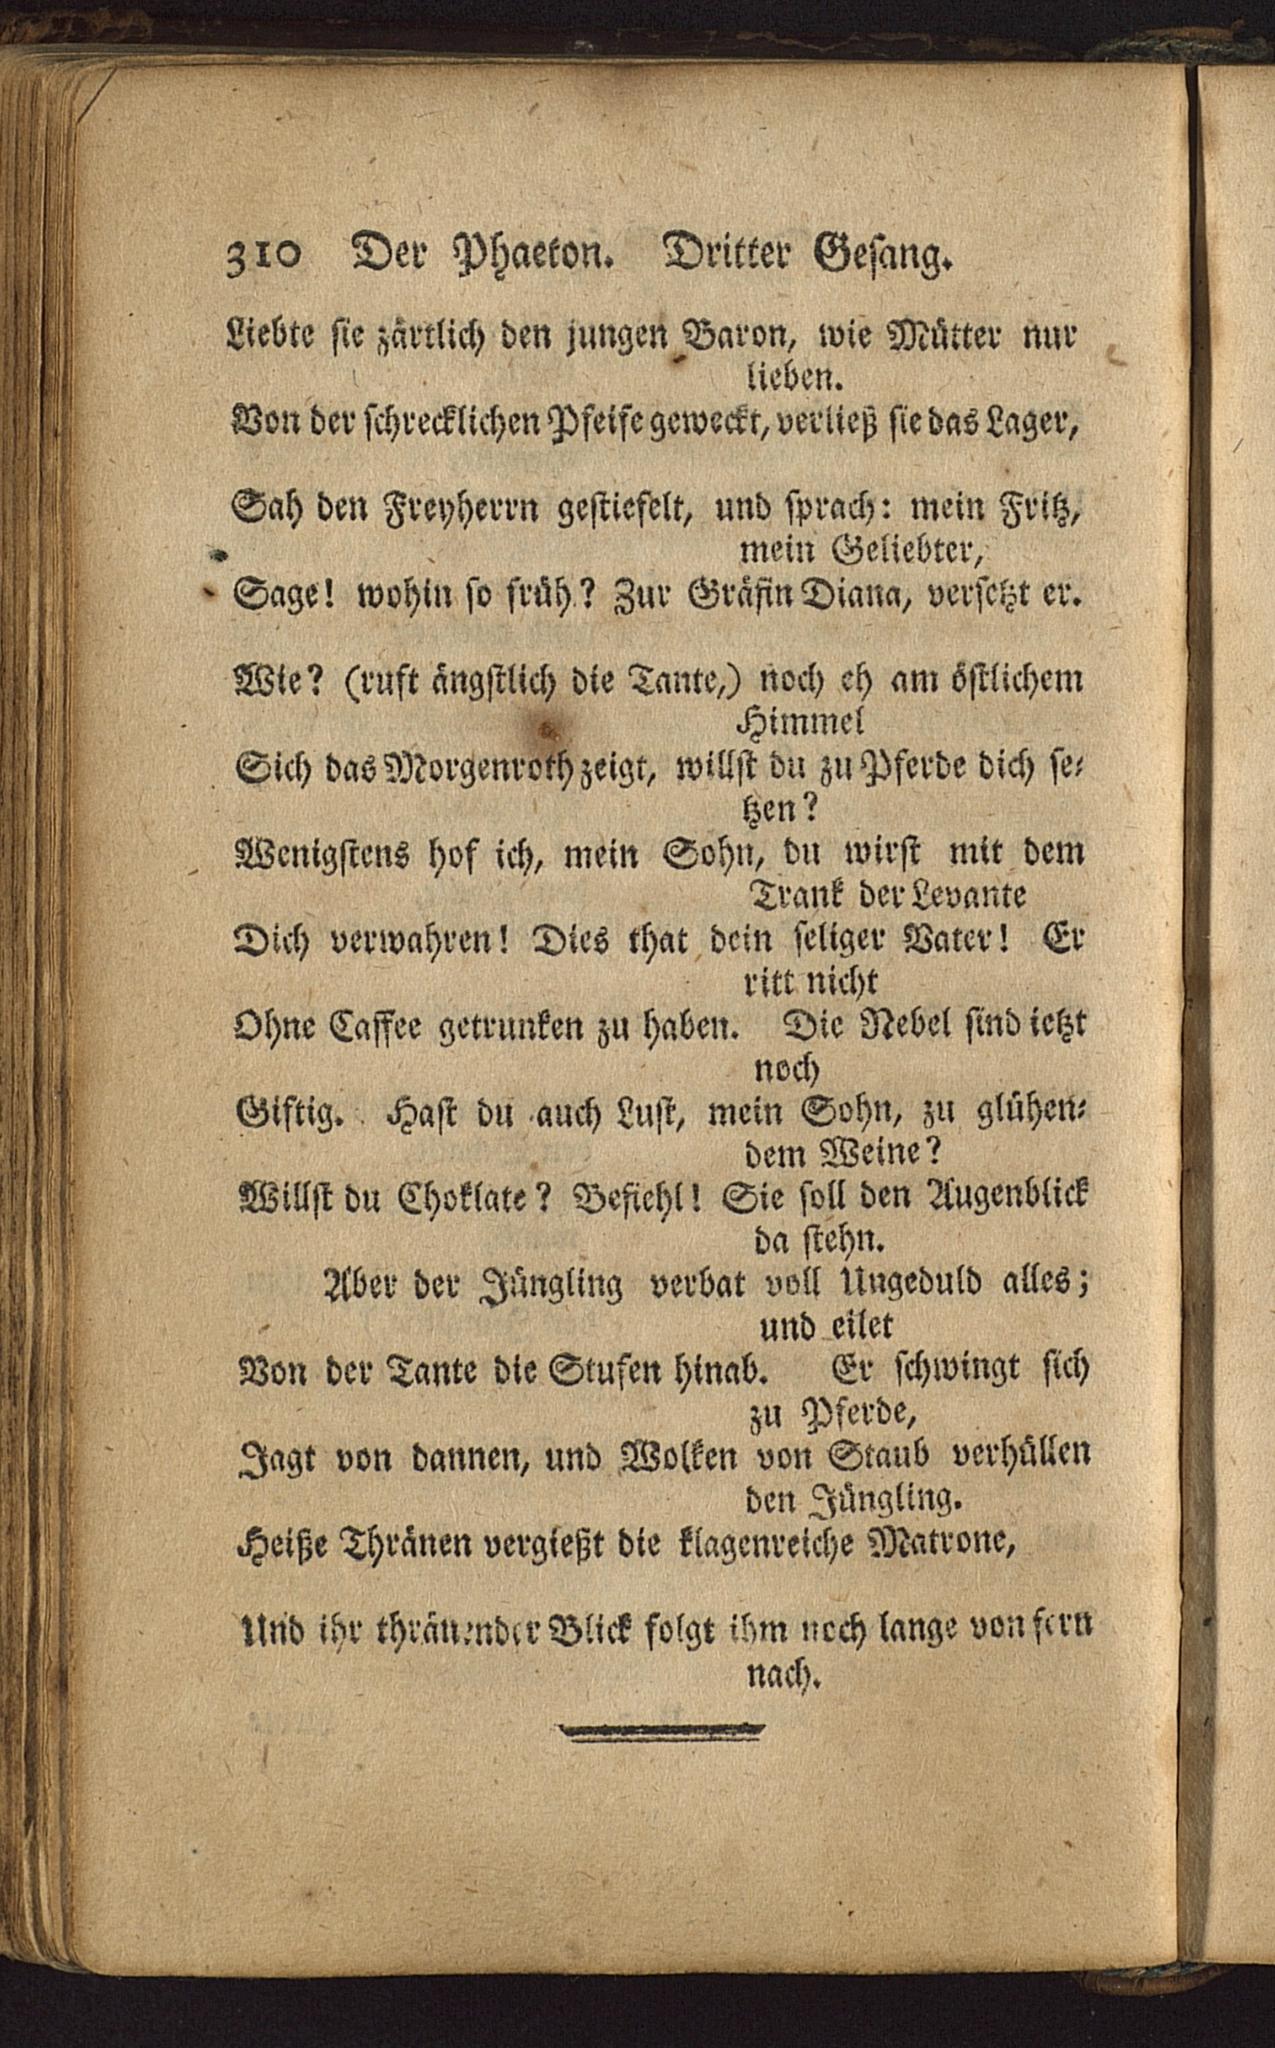 310 Der Phaeton. Dritter Gesang.
Liebte sie zärtlich den jungen Baron, wie Mütter nur
lieben.
Von der schrecklichen Pfeife geweckt, verließ sie das Lager,
Sah den Freyherrn gestiefelt, und sprach: mein Fritz,
mein Geliebter,
Sage! wohin so früh? Zur Gräfin Diana, versetzt er.
Wie? (ruft ängstlich die Tante,) noch eh am östlichem
Himmel
Sich das Morgenroth zeigt, willst du zu Pferde dich se-
tzen?
Wenigstens hof ich, mein Sohn, du wirst mit dem
Trank der Levante
Dich verwahren! Dies that dein seliger Vater! Er
ritt nicht
Ohne Caffee getrunken zu haben. Die Nebel sind ietzt
noch
Giftig. Hast du auch Lust, mein Sohn, zu glühen-
dem Weine?
Willst du Choklate? Befiehl! Sie soll den Augenblick
da stehn.
Aber der Jüngling verbat voll Ungeduld alles;
und eilet
Von der Tante die Stufen hinab. Er schwingt sich
zu Pferde,
Jagt von dannen, und Wolken von Staub verhüllen
den Jüngling.
Heiße Thränen vergießt die klagenreiche Matrone,
Und ihr thränender Blick folgt ihm noch lange von fern
nach.